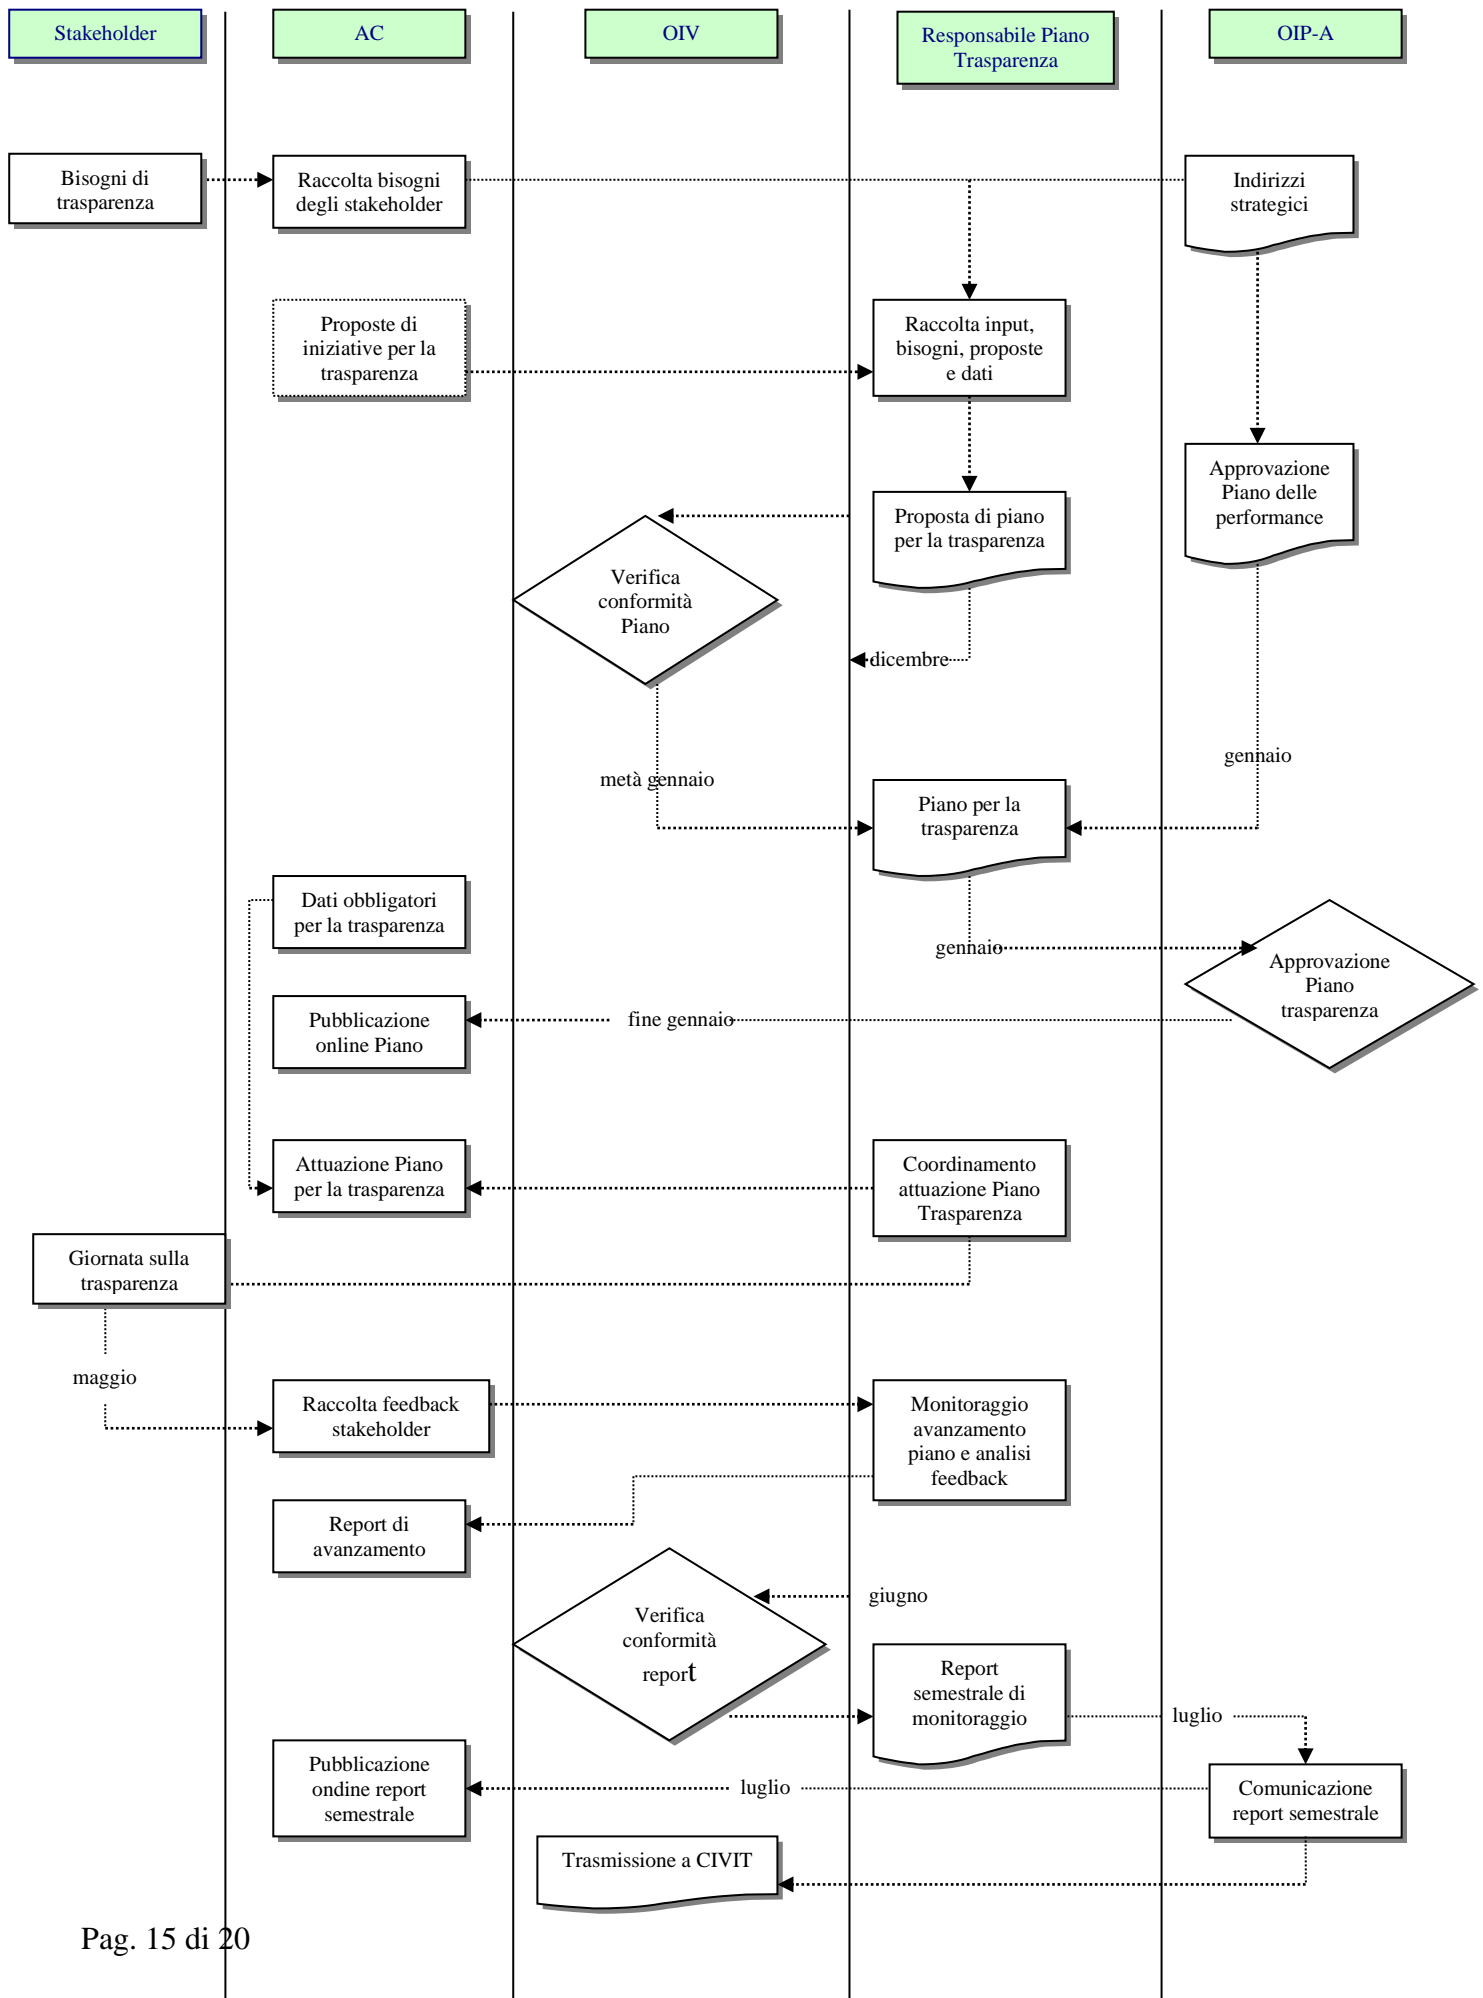 Stakeholder
AC
OIV
Responsabile Piano
Trasparenza
OIP-A
Bisogni di
trasparenza
Raccolta bisogni
degli stakeholder
Indirizzi
strategici
Proposte di
iniziative per la
trasparenza
Raccolta input,
bisogni, proposte
e dati
Approvazione
Piano delle
performance
Proposta di piano
per la trasparenza
Verifica
conformità
Piano
dicembre
gennaio
metà gennaio
Piano per la
trasparenza
Dati obbligatori
per la trasparenza
gennaio
Approvazione
Piano
trasparenza
Pubblicazione
online Piano
fine gennaio
Attuazione Piano
per la trasparenza
Coordinamento
attuazione Piano
Trasparenza
Giornata sulla
trasparenza
maggio
Raccolta feedback
stakeholder
Monitoraggio
avanzamento
piano e analisi
feedback
Report di
avanzamento
giugno
Verifica
conformità
report
Report
semestrale di
monitoraggio
luglio
Pubblicazione
ondine report
semestrale
luglio
Comunicazione
report semestrale
Trasmissione a CIVIT
Pag. 15 di 20